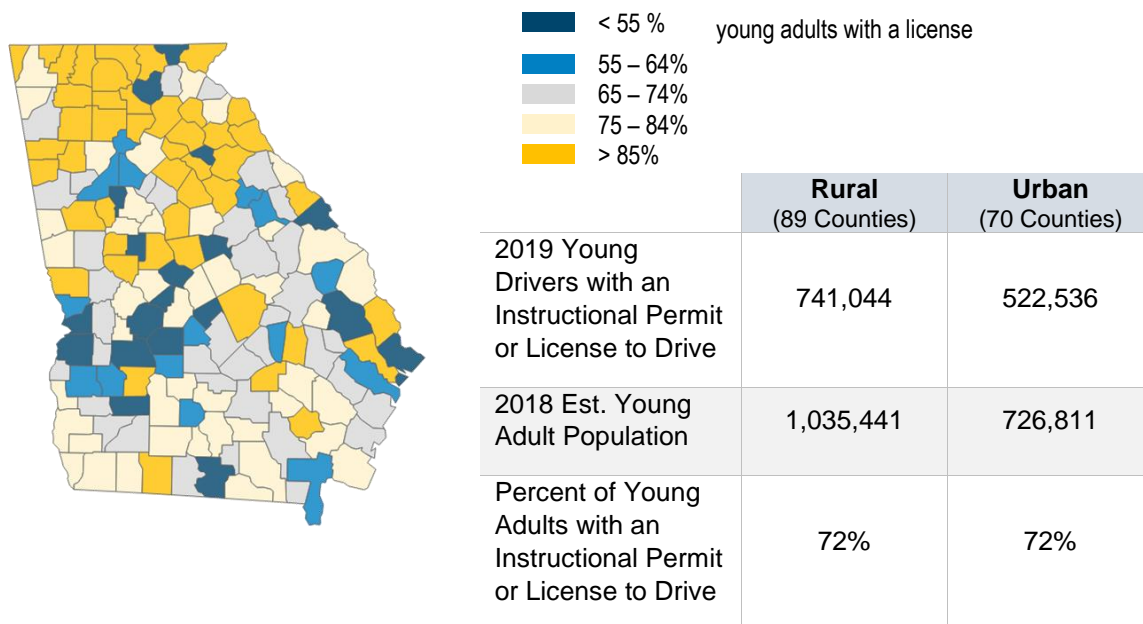 < 55 %
young adults with a license
55 – 64%
65 – 74%
75 – 84%
> 85%
Rural
(89 Counties)
Urban
(70 Counties)
2019 Young
Drivers with an
Instructional Permit
or License to Drive
741,044
522,536
2018 Est. Young
Adult Population
1,035,441
726,811
Percent of Young
Adults with an
Instructional Permit
or License to Drive
72%
72%